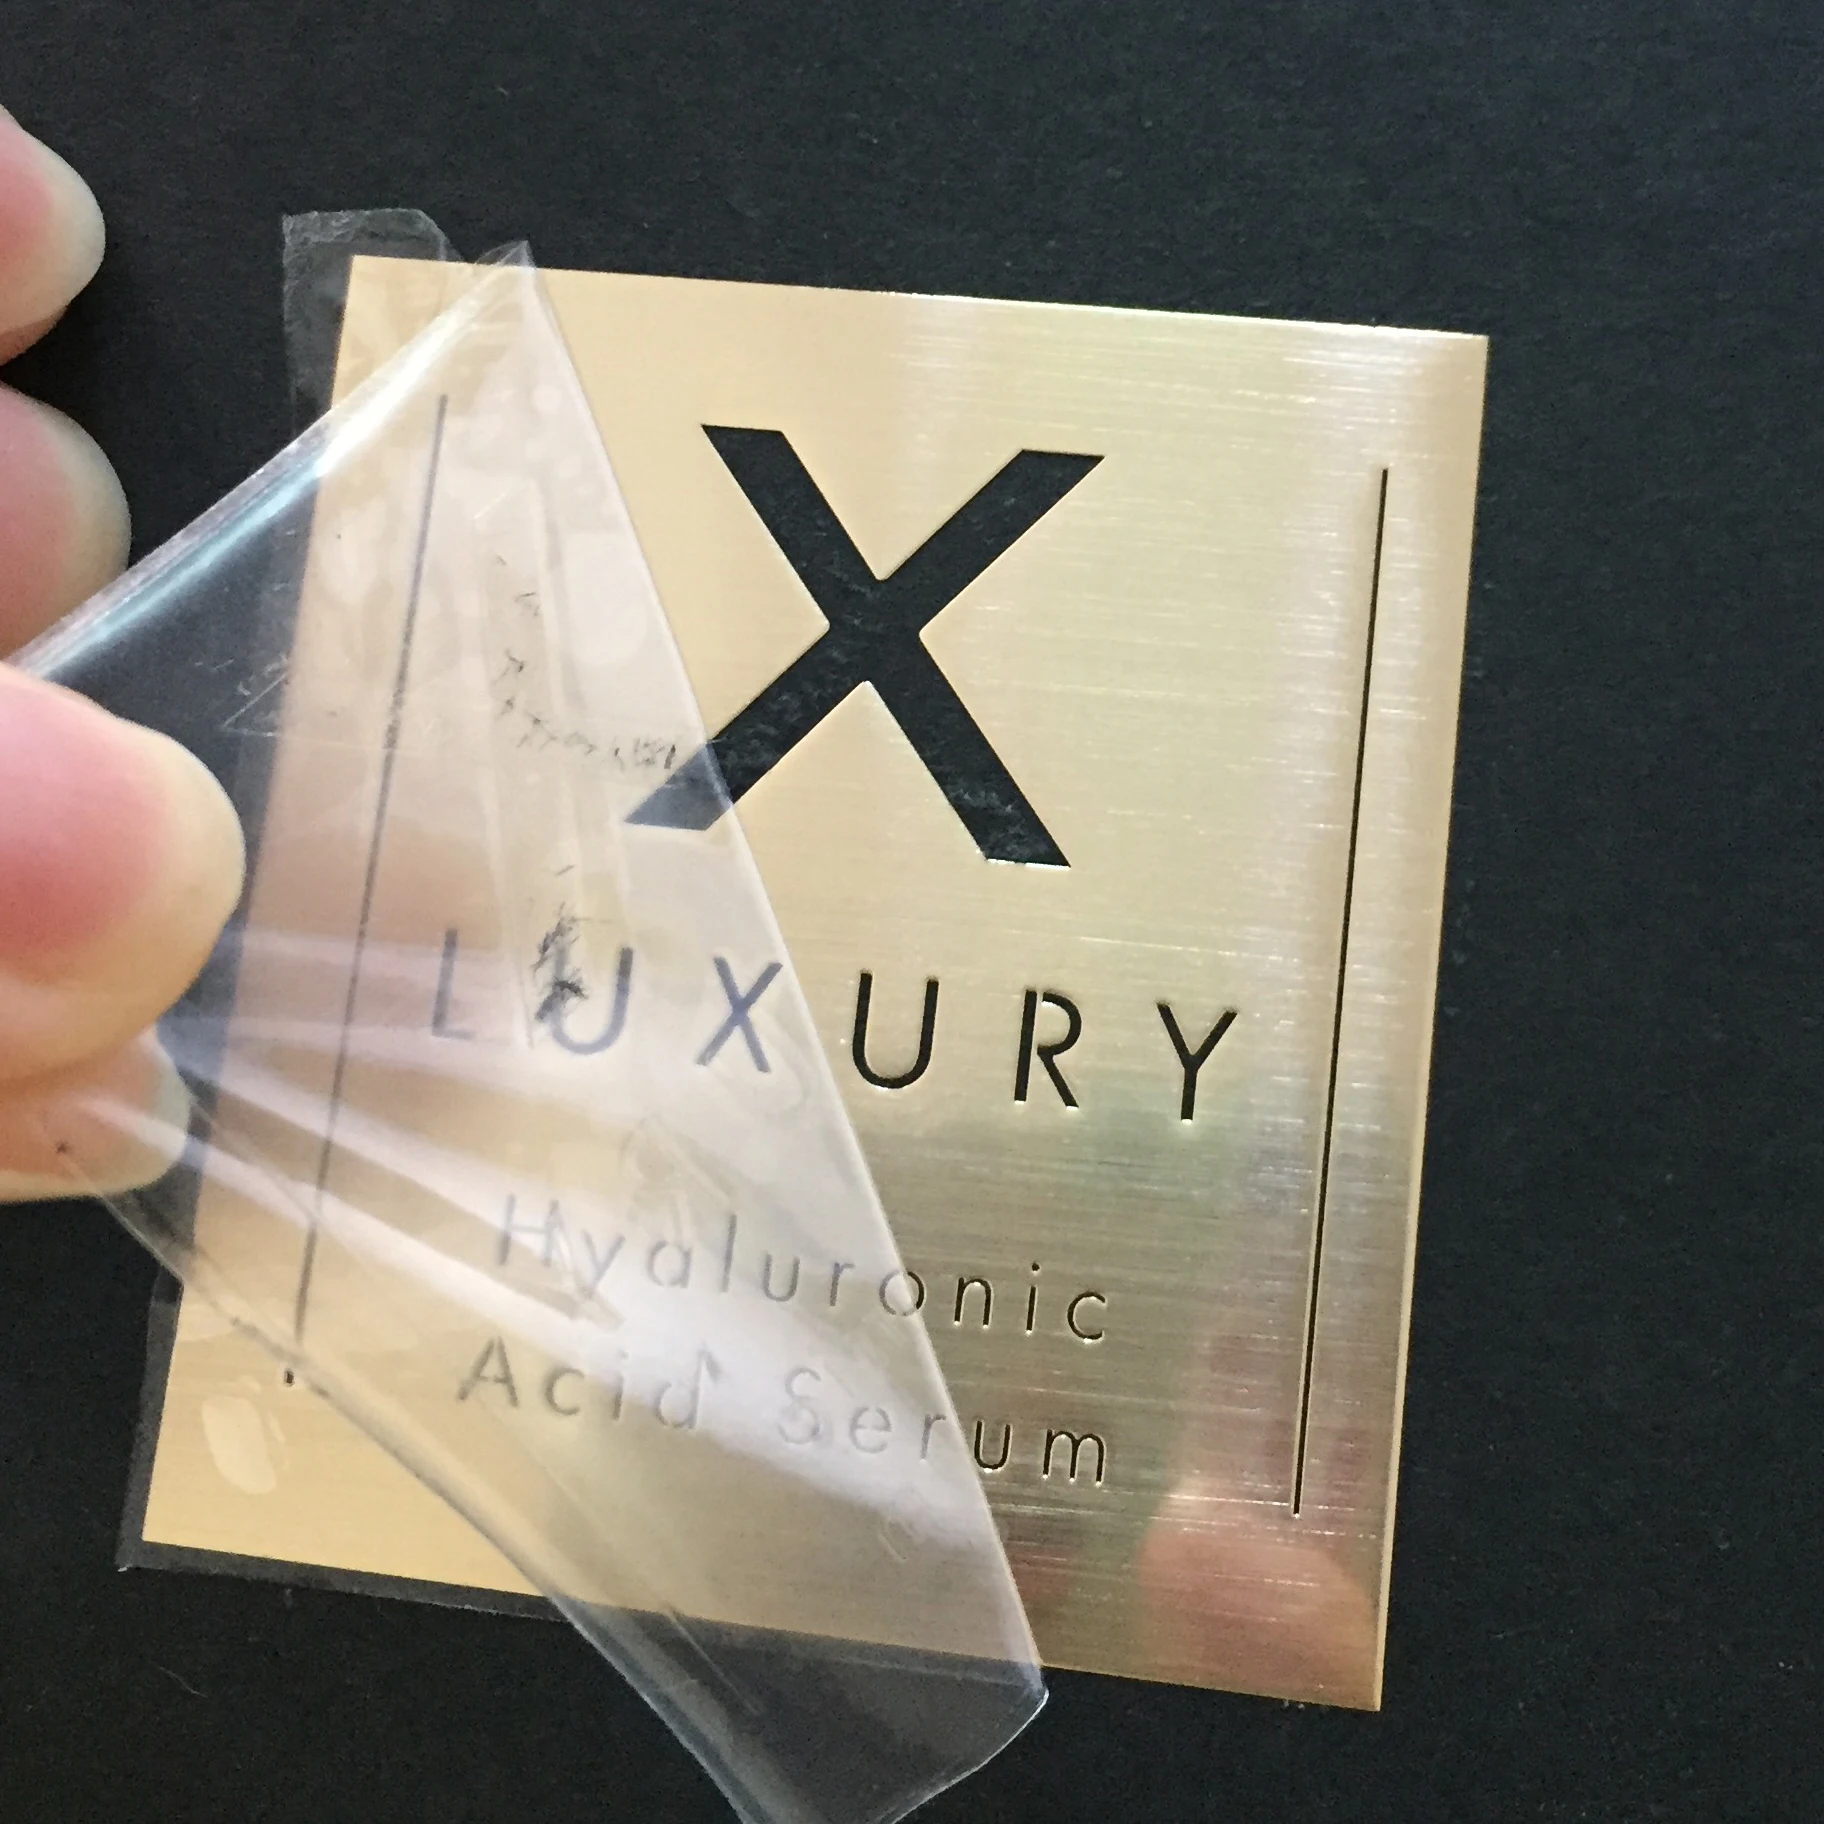 X
LUXURY
Hyaluronic
Acid Serum